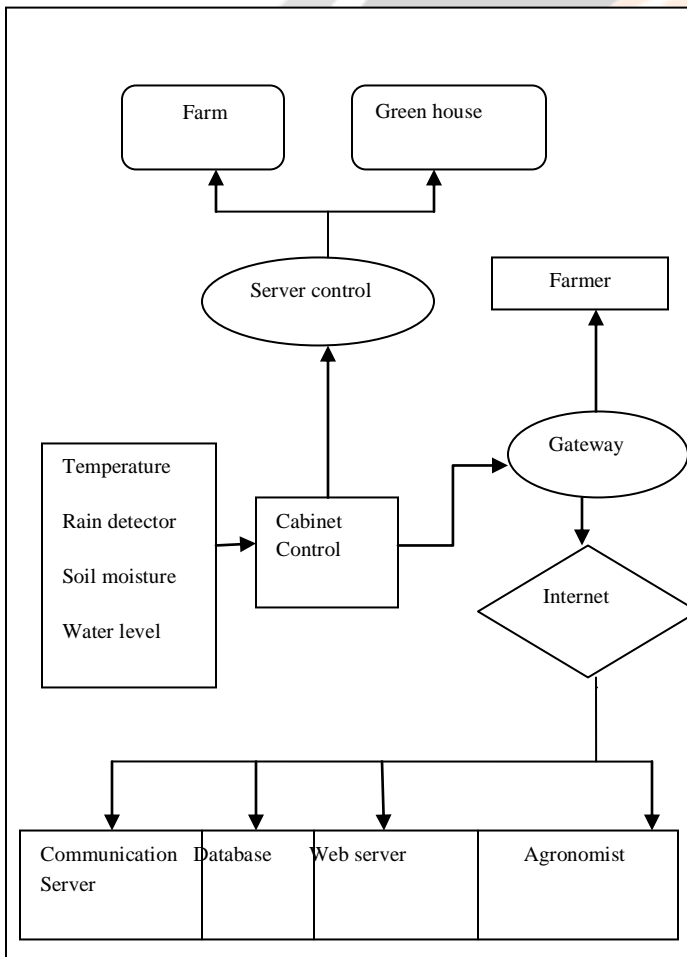 Farm
Green house
Server control
Farmer
Gateway
Temperature
Rain detector
Soil moisture
Water level
Cabinet
Control
Internet
Communication
Server
Database
Web server
Agronomist